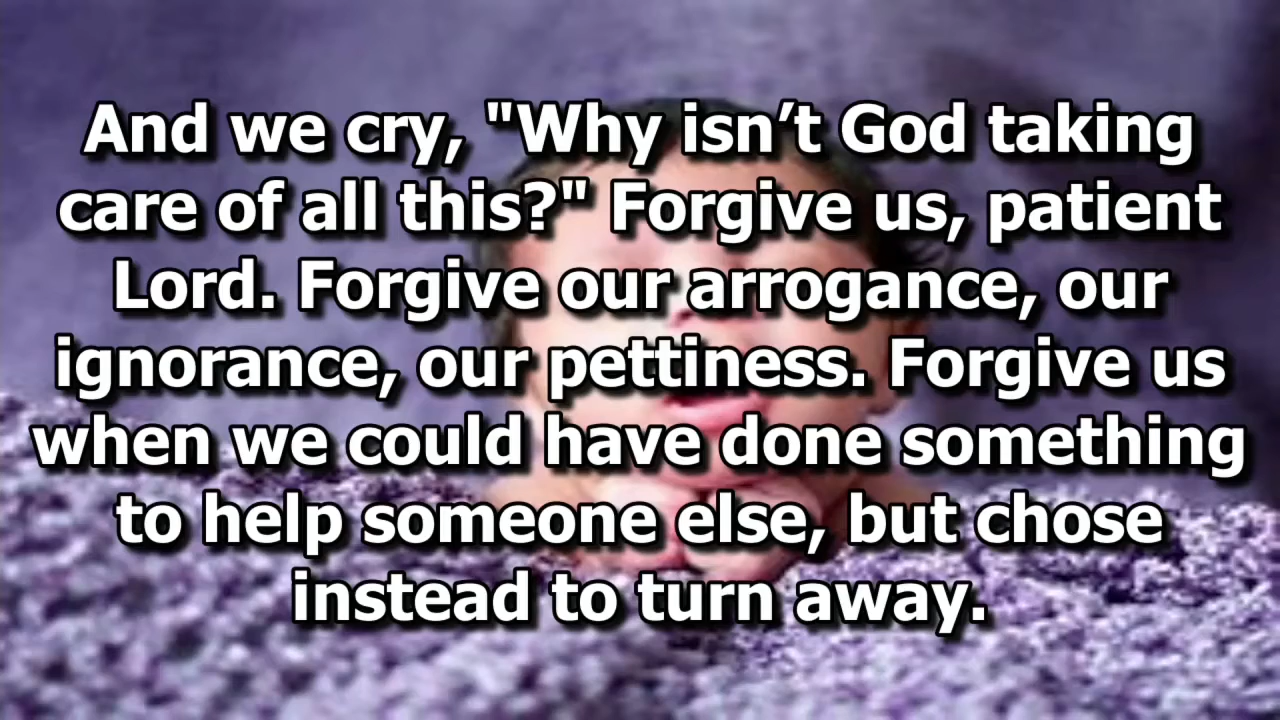 And we cry, "Why isn’t God taking
care of all this?" Forgive us, patient
Lord. Forgive our arrogance, our
ignorance, our pettiness. Forgive us
when we could have done something
to help someone else, but chose
instead to turn away.